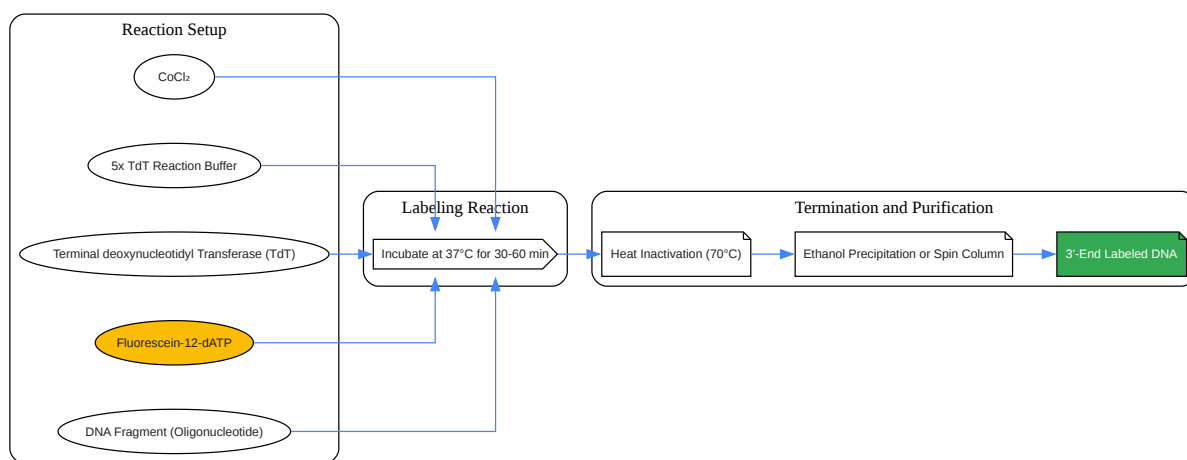 Reaction Setup
CoCl₂
5x TdT Reaction Buffer
Terminal deoxynucleotidyl Transferase (TdT)
Fluorescein-12-dATP
DNA Fragment (Oligonucleotide)
Labeling Reaction
Incubate at 37°C for 30-60 min
Termination and Purification
Heat Inactivation (70°C)
Ethanol Precipitation or Spin Column
3'-End Labeled DNA